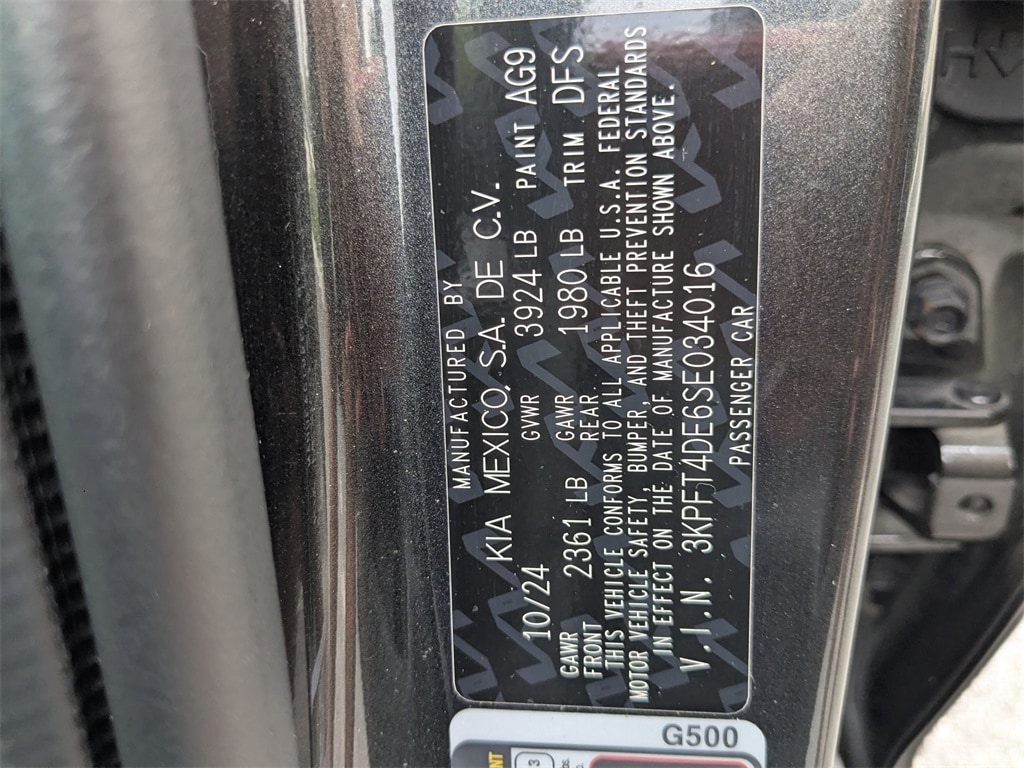 MANUFACTURED BY
KIA MEXICO, S.A. DE C.V.
10/24 GVWR 3924 LB PAINT AG9
GAWR FRONT 2361 LB GAWR REAR 1980 LB TRIM DFS
THIS VEHICLE CONFORMS TO ALL APPLICABLE U.S.A. FEDERAL
MOTOR VEHICLE SAFETY, BUMPER, AND THEFT PREVENTION STANDARDS
IN EFFECT ON THE DATE OF MANUFACTURE SHOWN ABOVE.
V.I.N. 3KPFT4DE6SE034016
PASSENGER CAR
G500
3